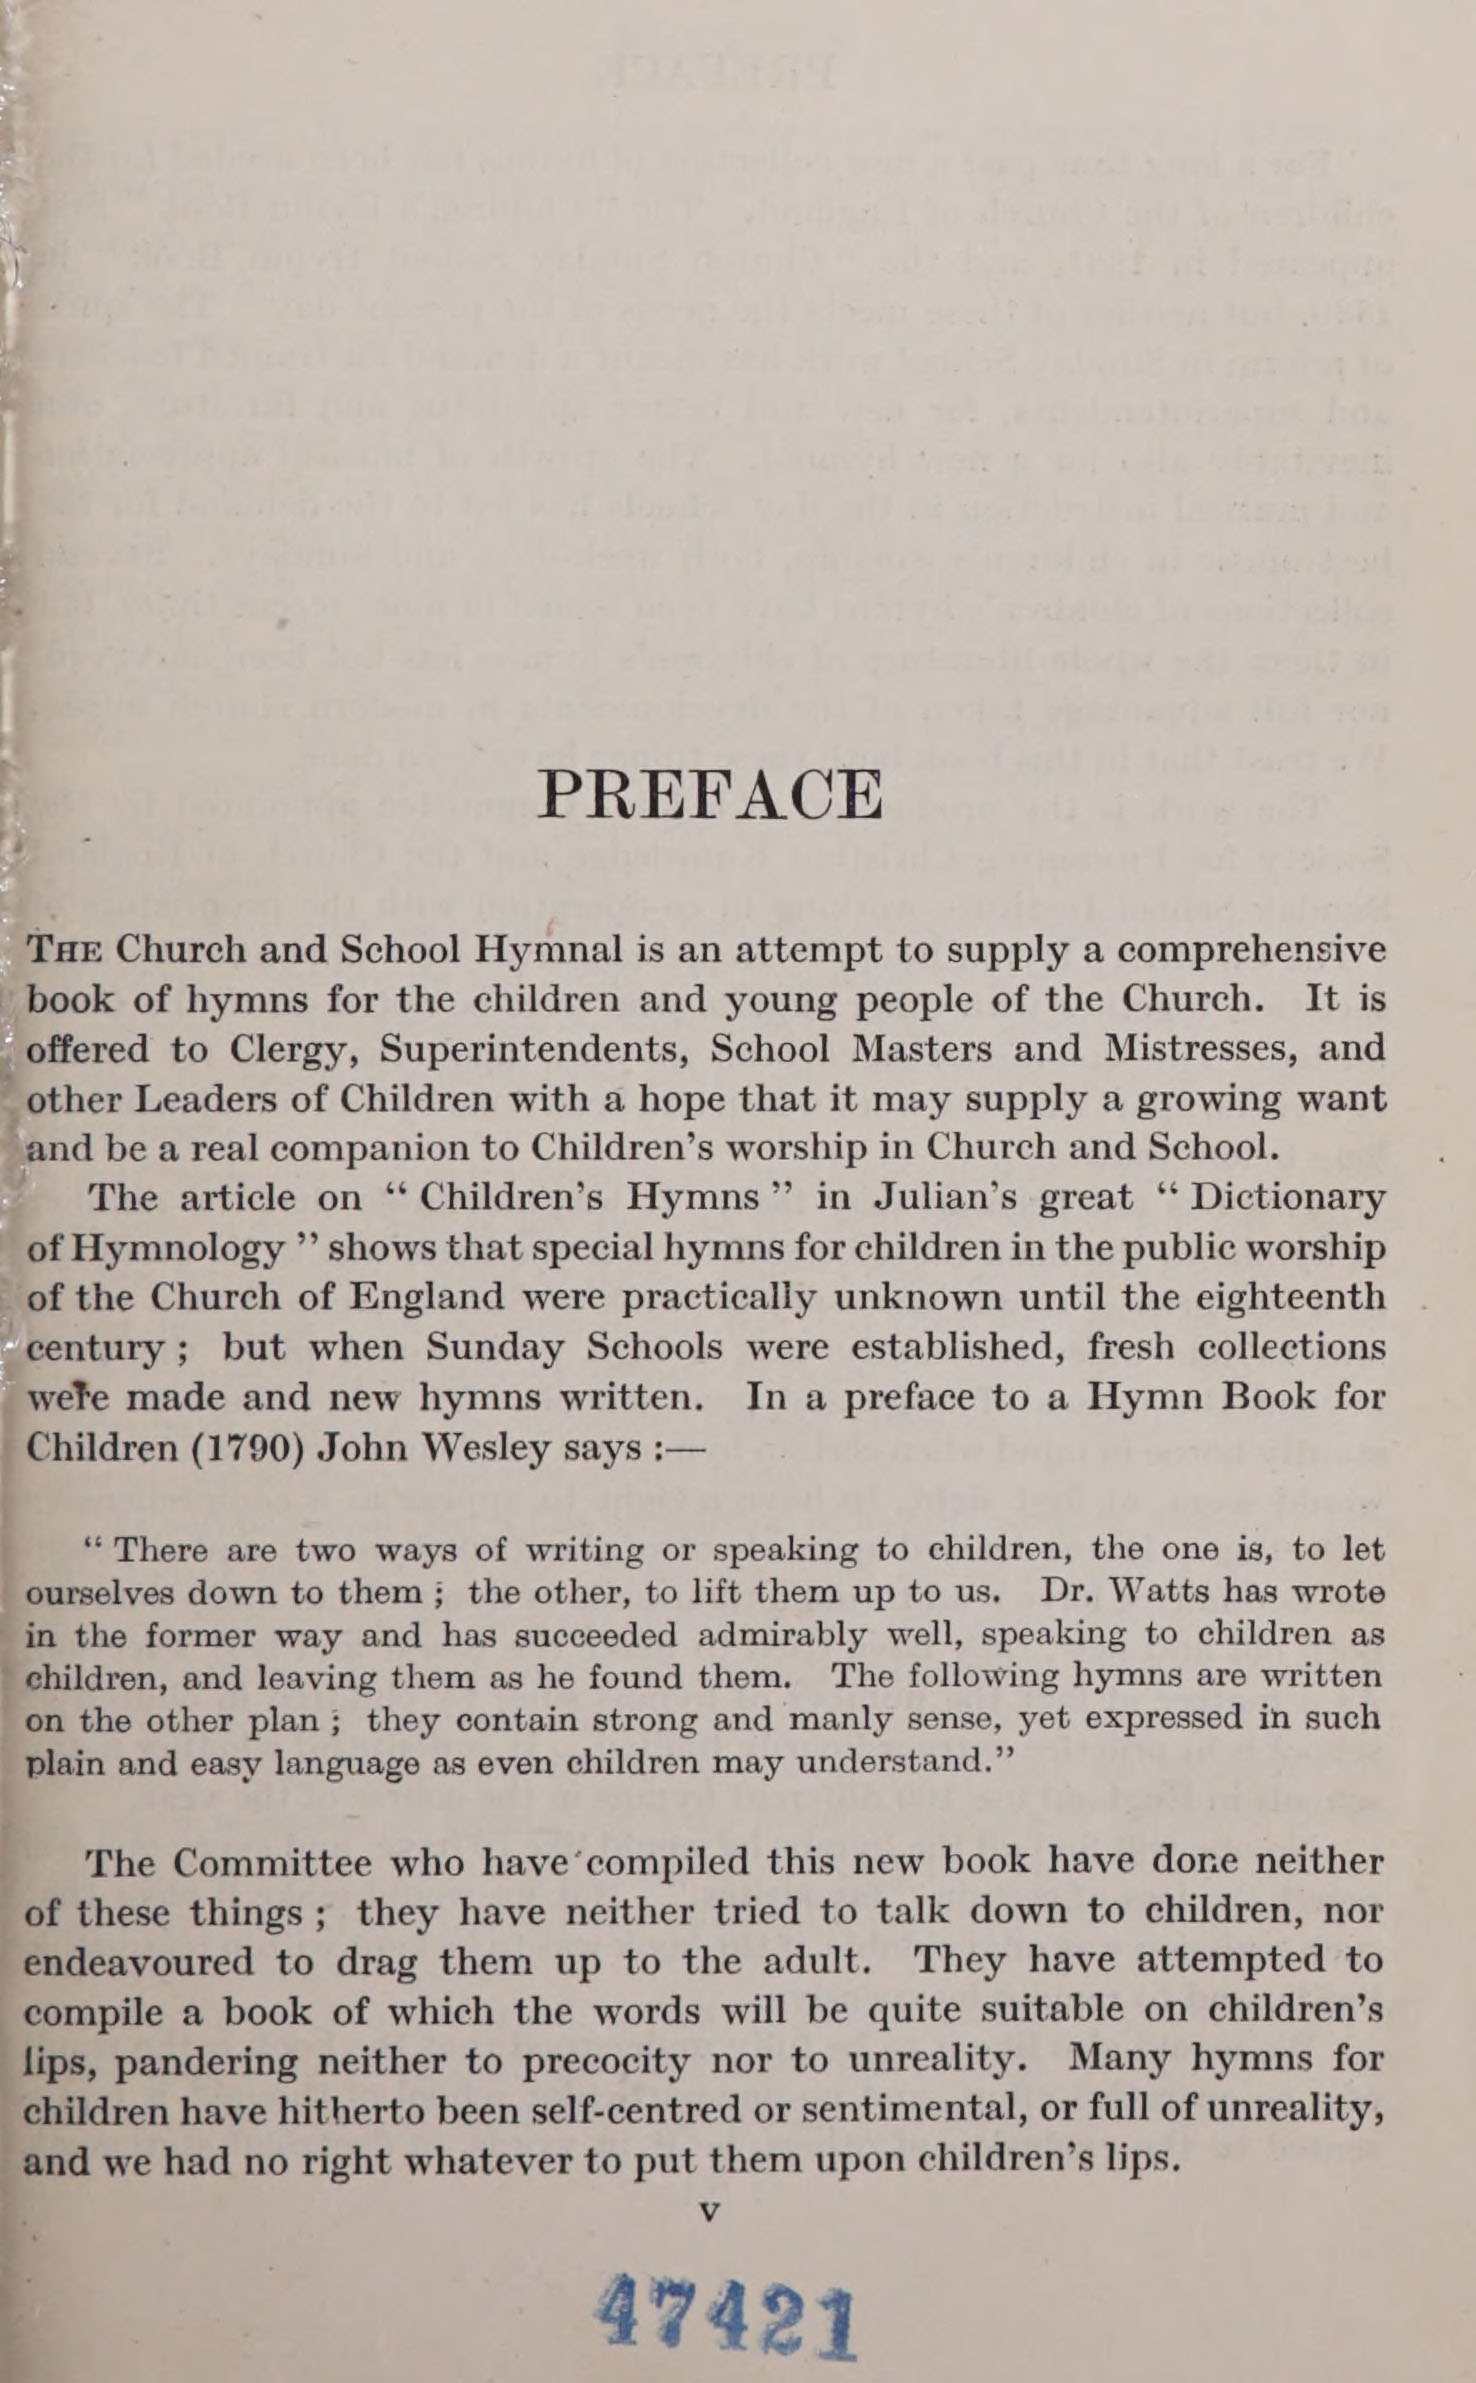 PREFACE
THE Church and School Hymnal is an attempt to supply a comprehensive
book of hymns for the children and young people of the Church. It is
offered to Clergy, Superintendents, School Masters and Mistresses, and
other Leaders of Children with a hope that it may supply a growing want
and be a real companion to Children’s worship in Church and School.
The article on “ Children’s Hymns ” in Julian’s great “ Dictionary
of Hymnology ” shows that special hymns for children in the public worship
of the Church of England were practically unknown until the eighteenth
century ; but when Sunday Schools were established, fresh collections
were made and new hymns written. In a preface to a Hymn Book for
Children (1790) John Wesley says :—
“ There are two ways of writing or speaking to children, the one is, to let
ourselves down to them ; the other, to lift them up to us. Dr. Watts has wrote
in the former way and has succeeded admirably well, speaking to children as
children, and leaving them as he found them. The following hymns are written
on the other plan ; they contain strong and manly sense, yet expressed in such
plain and easy language as even children may understand.”
The Committee who have compiled this new book have done neither
of these things ; they have neither tried to talk down to children, nor
endeavoured to drag them up to the adult. They have attempted to
compile a book of which the words will be quite suitable on children’s
lips, pandering neither to precocity nor to unreality. Many hymns for
children have hitherto been self-centred or sentimental, or full of unreality,
and we had no right whatever to put them upon children’s lips.
v
47421